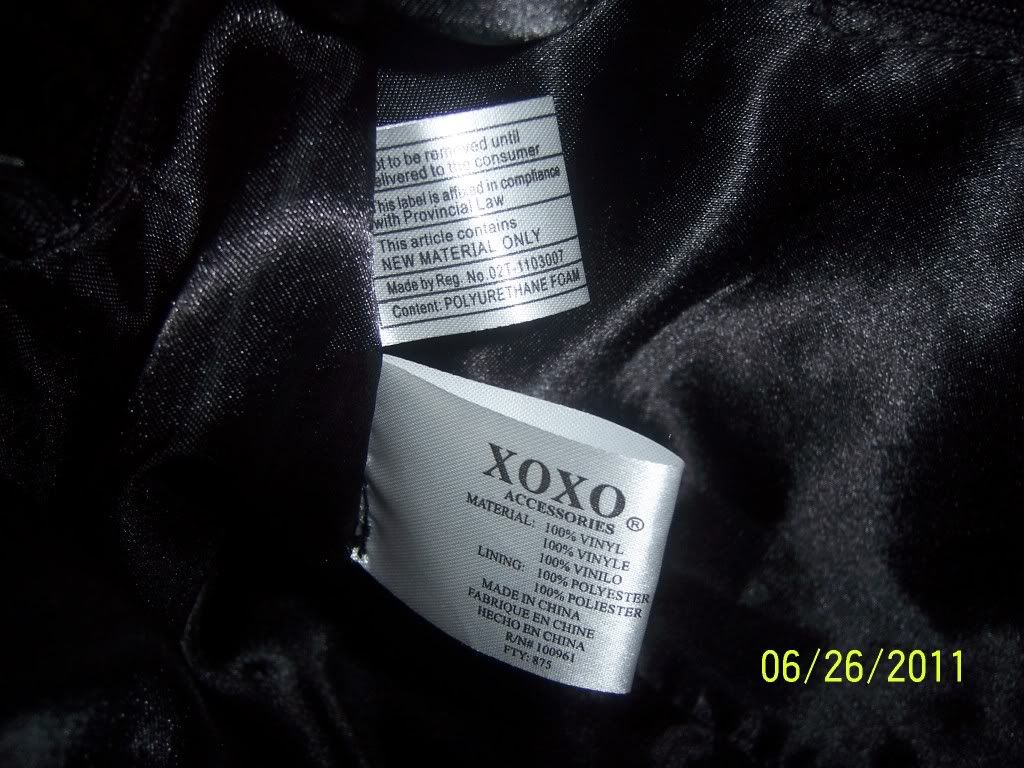 to be removed until
delivered to the consumer
This label is affixed in compliance
with Provincial Law
This article contains
NEW MATERIAL ONLY
Made by Reg. No. 02T-1103007
Content: POLYURETHANE FOAM
XOXO®
ACCESSORIES
MATERIAL: 100% VINYL
100% VINYLE
100% VINILO
LINING: 100% POLYESTER
100% POLIESTER
MADE IN CHINA
FABRIQUE EN CHINE
HECHO EN CHINA
R/N# 100961
FTY: 875
06/26/2011